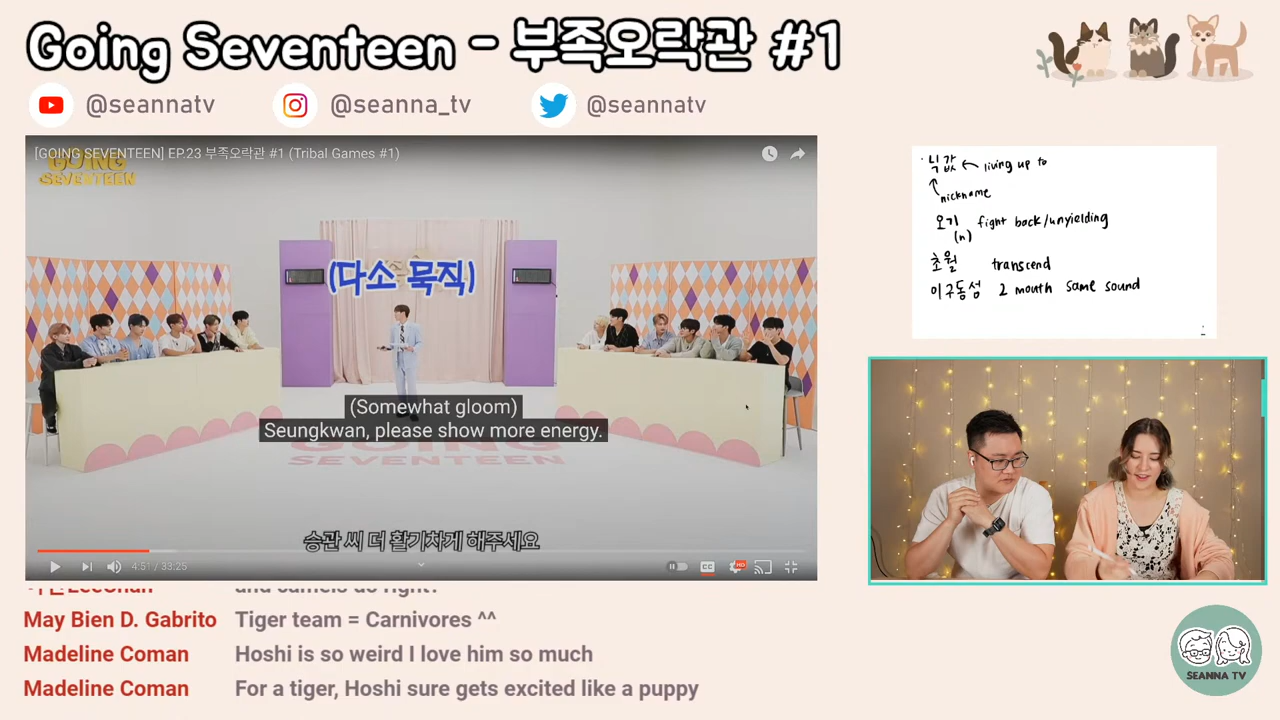 Going Seventeen - 부족오락관 #1
@seannatv
@seanna_tv
@seannatv
[GOING SEVENTEEN] EP.23 부족오락관 #1 (Tribal Games #1)
GOING
SEVENTEEN
(다소 묵직)
(Somewhat gloom)
Seungkwan, please show more energy.
SEVENTEEN
승관 씨 더 활기차게 해주세요
4:51 / 33:25
CC
HD
닉값 living up to
nickname
오기 fight back/unyielding
(n)
초월 transcend
이구동성 2 mouth same sound
and camels do right?
May Bien D. Gabrito Tiger team = Carnivores ^^
Madeline Coman Hoshi is so weird I love him so much
Madeline Coman For a tiger, Hoshi sure gets excited like a puppy
SEANNA TV